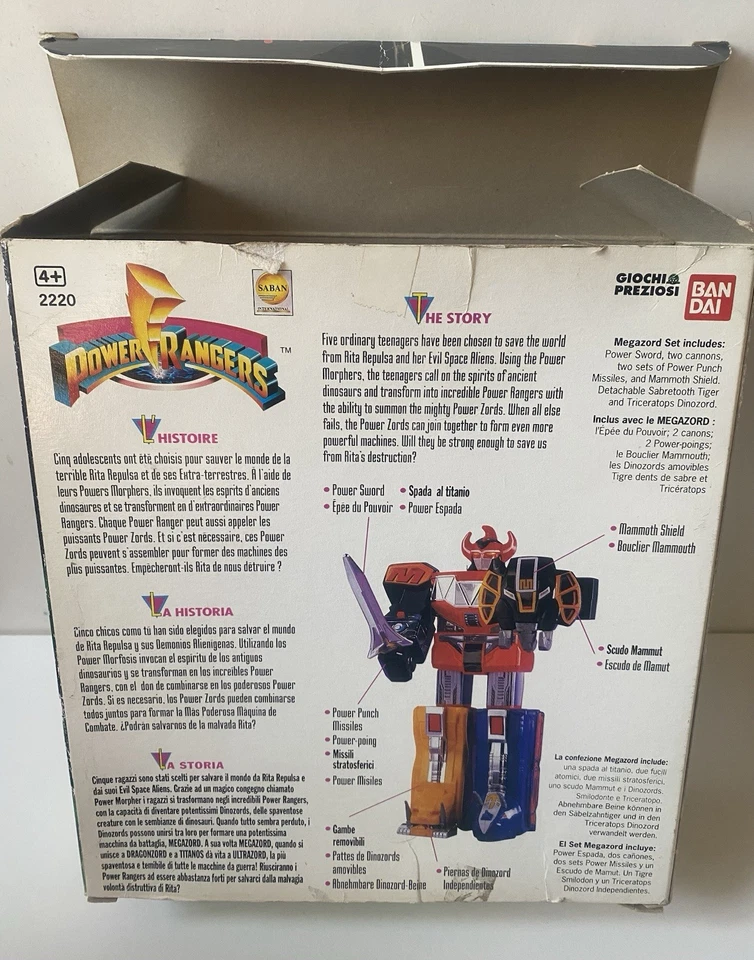 4+
2220
POWER RANGERS
™
SABAN
INTERNATIONAL
L'HISTOIRE
Cinq adolescents ont été choisis pour sauver le monde de la
terrible Rita Repulsa et de ses Extra-terrestres. A l'aide de
leurs Powers Morphers, ils invoquent les esprits d'anciens
dinosaures et se transforment en d'extraordinaires Power
Rangers. Chaque Power Ranger peut aussi appeler les
puissants Power Zords. Et si c'est nécessaire, ces Power
Zords peuvent s'assembler pour former des machines des
plus puissantes. Empêcheront-ils Rita de nous détruire ?
LA HISTORIA
Cinco chicos como tú han sido elegidos para salvar el mundo
de Rita Repulsa y sus Demonios Alienígenas. Utilizando los
Power Morfosis invocan el espíritu de los antiguos
dinosaurios y se transforman en los increíbles Power
Rangers, con el don de combinarse en los poderosos Power
Zords. Si es necesario, los Power Zords pueden combinarse
todos juntos para formar la Más Poderosa Máquina de
Combate. ¿Podrán salvarnos de la malvada Rita?
LA STORIA
Cinque ragazzi sono stati scelti per salvare il mondo da Rita Repulsa e
dai suoi Evil Space Aliens. Grazie ad un magico congegno chiamato
Power Morpher i ragazzi si trasformano negli incredibili Power Rangers,
con la capacità di diventare potentissimi Dinozords, delle spaventose
creature con le sembianze di dinosauri. Quando tutto sembra perduto, i
Dinozords possono unirsi tra loro per formare una potentissima
macchina da battaglia, MEGAZORD. A sua volta MEGAZORD, quando si
unisce a DRAGONZORD e a TITANOS dà vita a ULTRAZORD, la più
spaventosa e temibile di tutte le macchine da guerra! Riusciranno i
Power Rangers ad essere abbastanza forti per salvarci dalla malvagia
volontà distruttiva di Rita?
THE STORY
Five ordinary teenagers have been chosen to save the world
from Rita Repulsa and her Evil Space Aliens. Using the Power
Morphers, the teenagers call on the spirits of ancient
dinosaurs and transform into incredible Power Rangers with
the ability to summon the mighty Power Zords. When all else
fails, the Power Zords can join together to form even more
powerful machines. Will they be strong enough to save us
from Rita's destruction?
• Power Sword
• Épée du Pouvoir
• Spada al titanio
• Power Espada
• Mammoth Shield
• Bouclier Mammouth
• Scudo Mammut
• Escudo de Mamut
• Power Punch
Missiles
• Power-poing
• Missili
stratosferici
• Power Misiles
• Gambe
removibili
• Pattes de Dinozords
amovibles
• Abnehmbare Dinozord-Beine
• Piernas de Dinozord
Independientes
GIOCHI
PREZIOSI
BAN
DAI
Megazord Set includes:
Power Sword, two cannons,
two sets of Power Punch
Missiles, and Mammoth Shield.
Detachable Sabretooth Tiger
and Triceratops Dinozord.
Inclus avec le MEGAZORD :
l'Épée du Pouvoir; 2 canons;
2 Power-poings;
le Bouclier Mammouth;
les Dinozords amovibles
Tigre dents de sabre et
Tricératops
La confezione Megazord include:
una spada al titanio, due fucili
atomici, due missili stratosferici,
uno scudo Mammut e i Dinozords.
Smilodonte e Triceratopo.
Abnehmbare Beine können in
den Säbelzahntiger und in den
Triceratops Dinozord
verwandelt werden.
El Set Megazord incluye:
Power Espada, dos cañones,
dos sets Power Misiles y un
Escudo de Mamut. Un Tigre
Smilodon y un Triceratops
Dinozord Independientes.